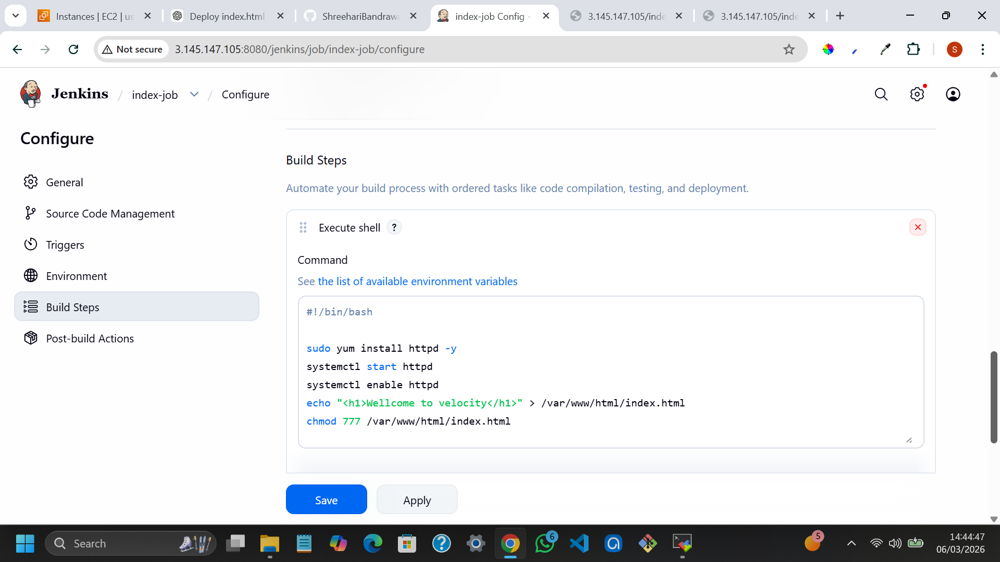 Instances | EC2 | us
Deploy index.html
ShreehariBandrawa
index-job Config -
3.145.147.105/inde
3.145.147.105/inde
Not secure
3.145.147.105:8080/jenkins/job/index-job/configure
S
Jenkins / index-job / Configure
Configure
General
Source Code Management
Triggers
Environment
Build Steps
Post-build Actions
Build Steps
Automate your build process with ordered tasks like code compilation, testing, and deployment.
Execute shell ?
Command
See the list of available environment variables
#!/bin/bash
sudo yum install httpd -y
systemctl start httpd
systemctl enable httpd
echo "<h1>Wellcome to velocity</h1>" > /var/www/html/index.html
chmod 777 /var/www/html/index.html
Save
Apply
Search
6
5
14:44:47
06/03/2026